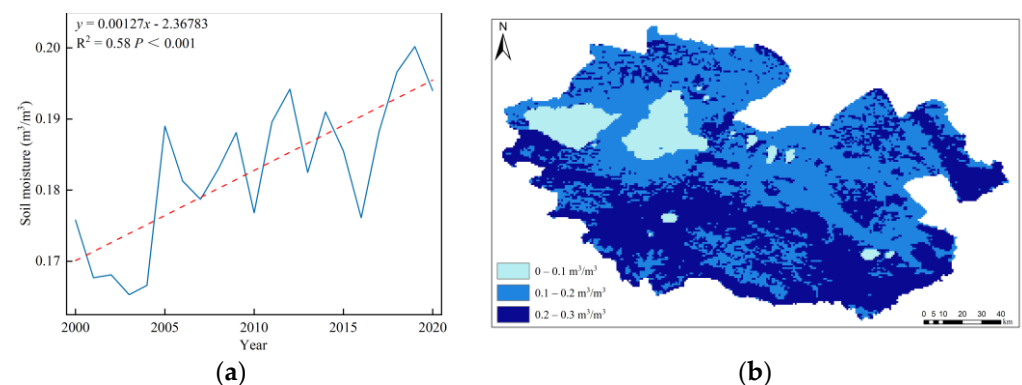 y = 0.00127x - 2.36783
R² = 0.58 P < 0.001
0.20
0.19
0.18
0.17
Soil moisture (m³/m³)
2000 2005 2010 2015 2020
Year
(a)
N
0 – 0.1 m³/m³
0.1 – 0.2 m³/m³
0.2 – 0.3 m³/m³
0 5 10 20 30 40
km
(b)